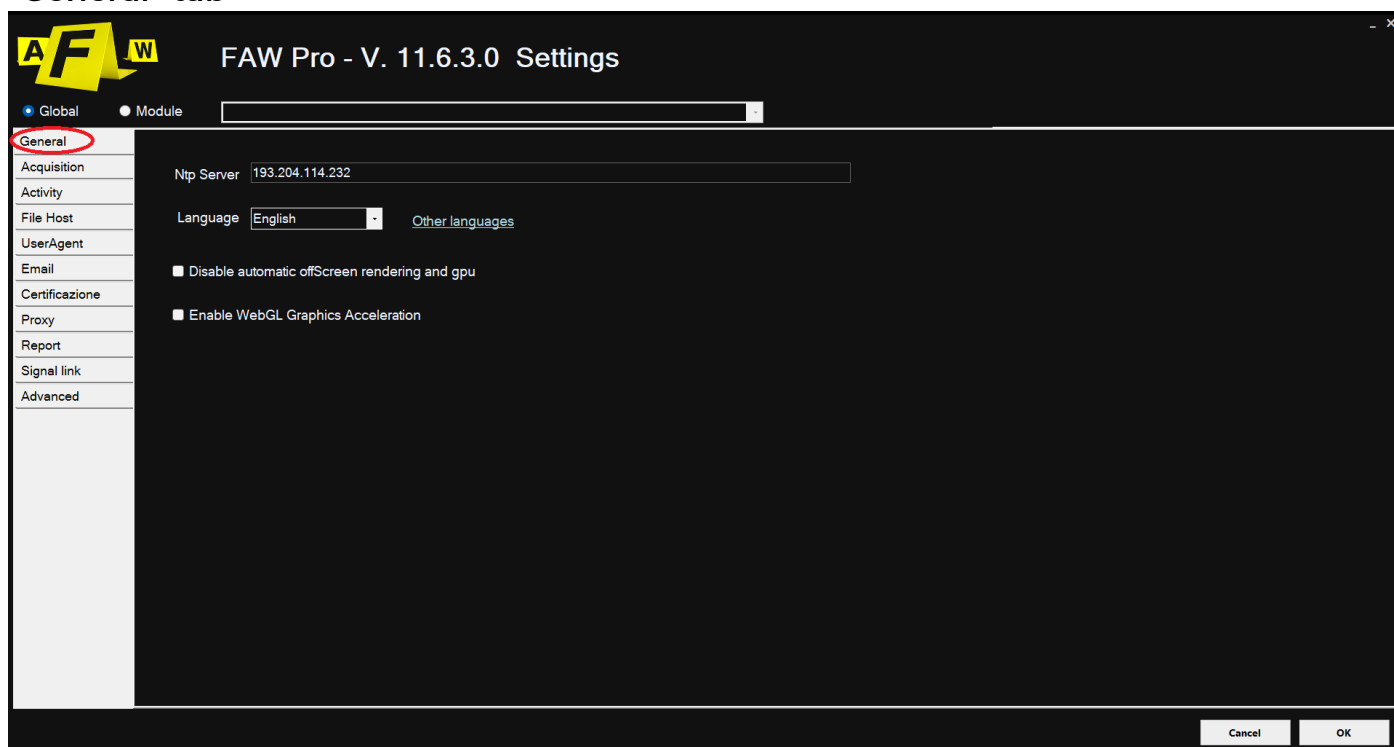 A F W
FAW Pro - V. 11.6.3.0 Settings
Global Module
General
Acquisition
Activity
File Host
UserAgent
Email
Certificazione
Proxy
Report
Signal link
Advanced
Ntp Server 193.204.114.232
Language English Other languages
Disable automatic offScreen rendering and gpu
Enable WebGL Graphics Acceleration
Cancel OK